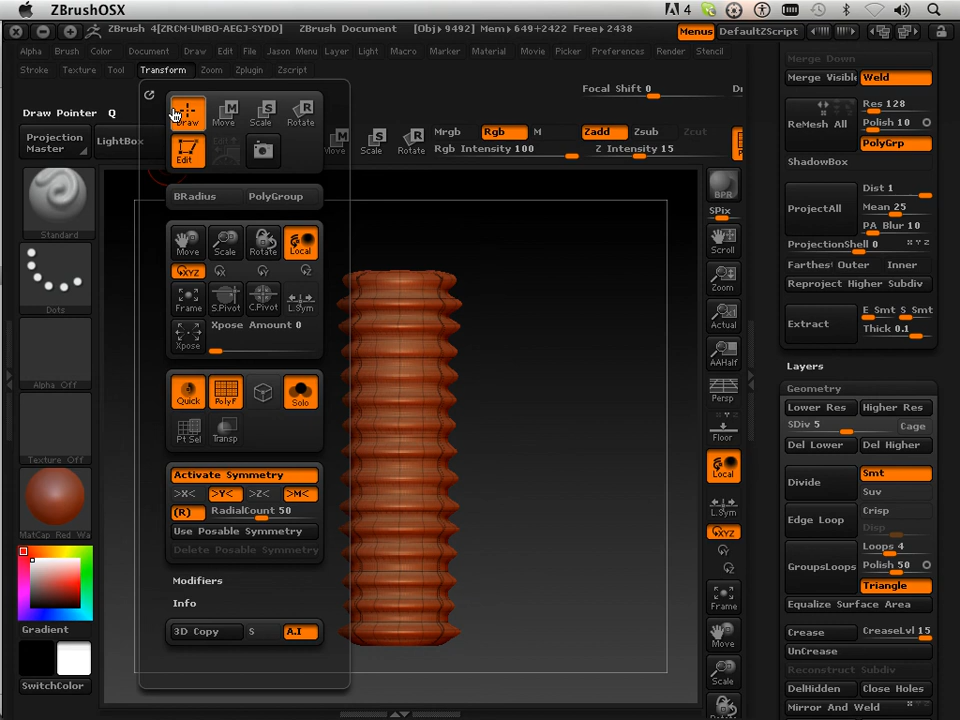 ZBrushOSX
A 4
ZBrush 4[ZRCM-UMBO-AEGJ-SYDD]
ZBrush Document
[Obj> 9492] Mem> 649+2422 Free> 2438
Menus
DefaultZScript
Alpha Brush Color Document Draw Edit File Jason Menu Layer Light Macro Marker Material Movie Picker Preferences Render Stencil
Stroke Texture Tool Transform Zoom Zplugin Zscript
Focal Shift 0
Dr
Draw Pointer Q
Projection
Master
LightBox
Draw
Move
Scale
Rotate
Edit
Move
Scale
Rotate
Mrgb
Rgb
M
Rgb Intensity 100
Zadd
Zsub
Zcut
Z Intensity 15
BRadius
PolyGroup
Move
Scale
Rotate
Local
XYZ
Frame
S.Pivot
C.Pivot
L.Sym
Xpose
Xpose Amount 0
Quick
PolyF
Solo
Pt Sel
Transp
Activate Symmetry
>X<
>Y<
>Z<
>M<
(R)
RadialCount 50
Use Posable Symmetry
Delete Posable Symmetry
Modifiers
Info
3D Copy
S
A.I
Standard
Dots
Alpha Off
Texture Off
MatCap Red Wa
Gradient
SwitchColor
BPR
SPix
Scroll
Zoom
Actual
AAHalf
Persp
Floor
Local
L.Sym
XYZ
Frame
Move
Scale
Merge Down
Merge Visible
Weld
ReMesh All
Res 128
Polish 10
PolyGrp
ShadowBox
ProjectAll
Dist 1
Mean 25
PA Blur 10
ProjectionShell 0
Farthest
Outer
Inner
Reproject Higher Subdiv
Extract
E Smt
S Smt
Thick 0.1
Layers
Geometry
Lower Res
Higher Res
SDiv 5
Cage
Del Lower
Del Higher
Divide
Smt
Suv
Edge Loop
Crisp
Disp
GroupsLoops
Loops 4
Polish 50
Triangle
Equalize Surface Area
Crease
CreaseLvl 15
UnCrease
Reconstruct Subdiv
DelHidden
Close Holes
Mirror And Weld